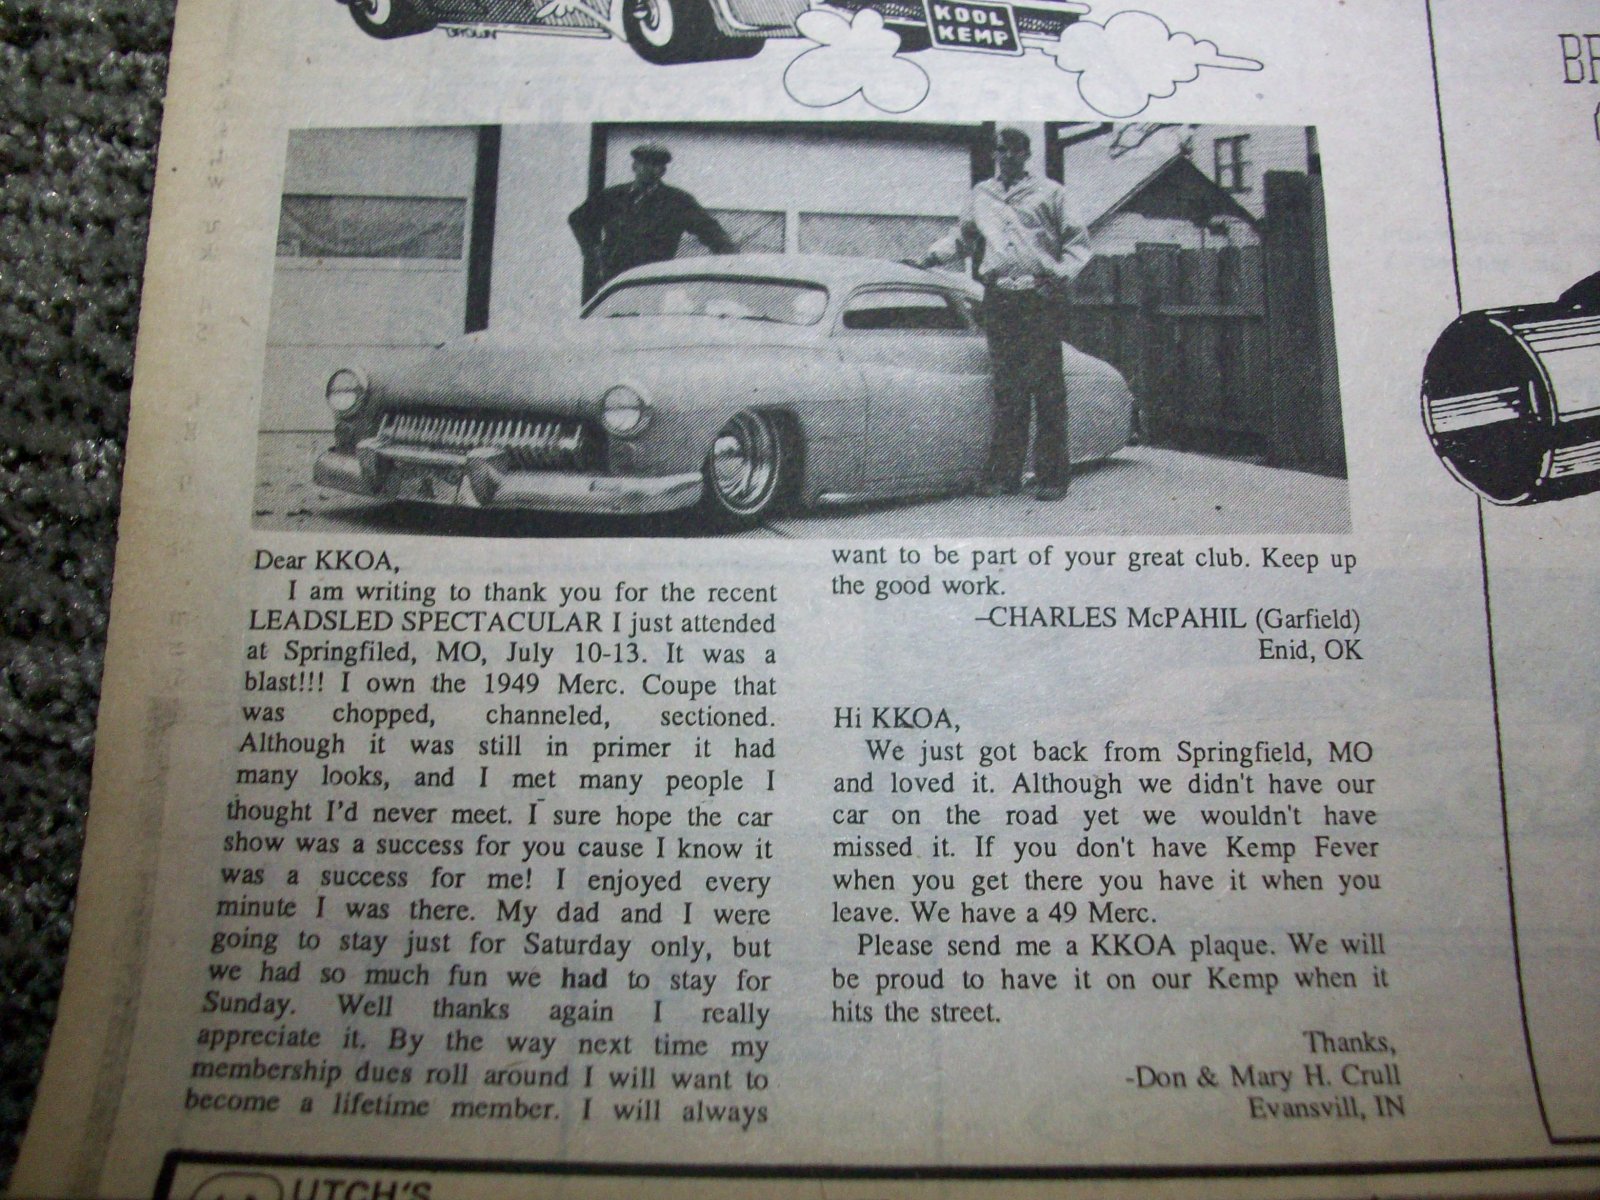 BROWN
KOOL
KEMP
Dear KKOA,
I am writing to thank you for the recent
LEADSLED SPECTACULAR I just attended
at Springfiled, MO, July 10-13. It was a
blast!!! I own the 1949 Merc. Coupe that
was chopped, channeled, sectioned.
Although it was still in primer it had
many looks, and I met many people I
thought I'd never meet. I sure hope the car
show was a success for you cause I know it
was a success for me! I enjoyed every
minute I was there. My dad and I were
going to stay just for Saturday only, but
we had so much fun we had to stay for
Sunday. Well thanks again I really
appreciate it. By the way next time my
membership dues roll around I will want to
become a lifetime member. I will always
want to be part of your great club. Keep up
the good work.
–CHARLES McPAHIL (Garfield)
Enid, OK
Hi KKOA,
We just got back from Springfield, MO
and loved it. Although we didn't have our
car on the road yet we wouldn't have
missed it. If you don't have Kemp Fever
when you get there you have it when you
leave. We have a 49 Merc.
Please send me a KKOA plaque. We will
be proud to have it on our Kemp when it
hits the street.
Thanks,
-Don & Mary H. Crull
Evansvill, IN
UTCH'S